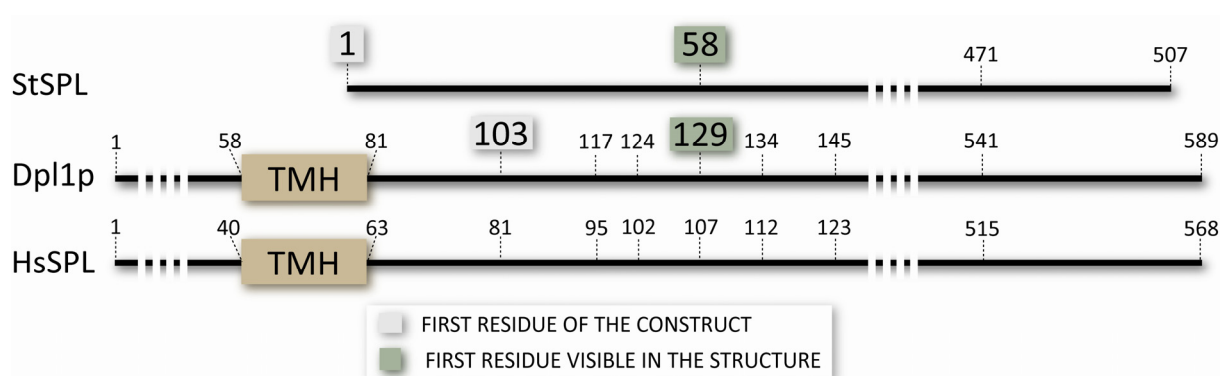 1 58 471 507
StSPL
1 58 81 103 117 124 129 134 145 541 589
Dpl1p TMH
1 40 63 81 95 102 107 112 123 515 568
HsSPL TMH
FIRST RESIDUE OF THE CONSTRUCT
FIRST RESIDUE VISIBLE IN THE STRUCTURE